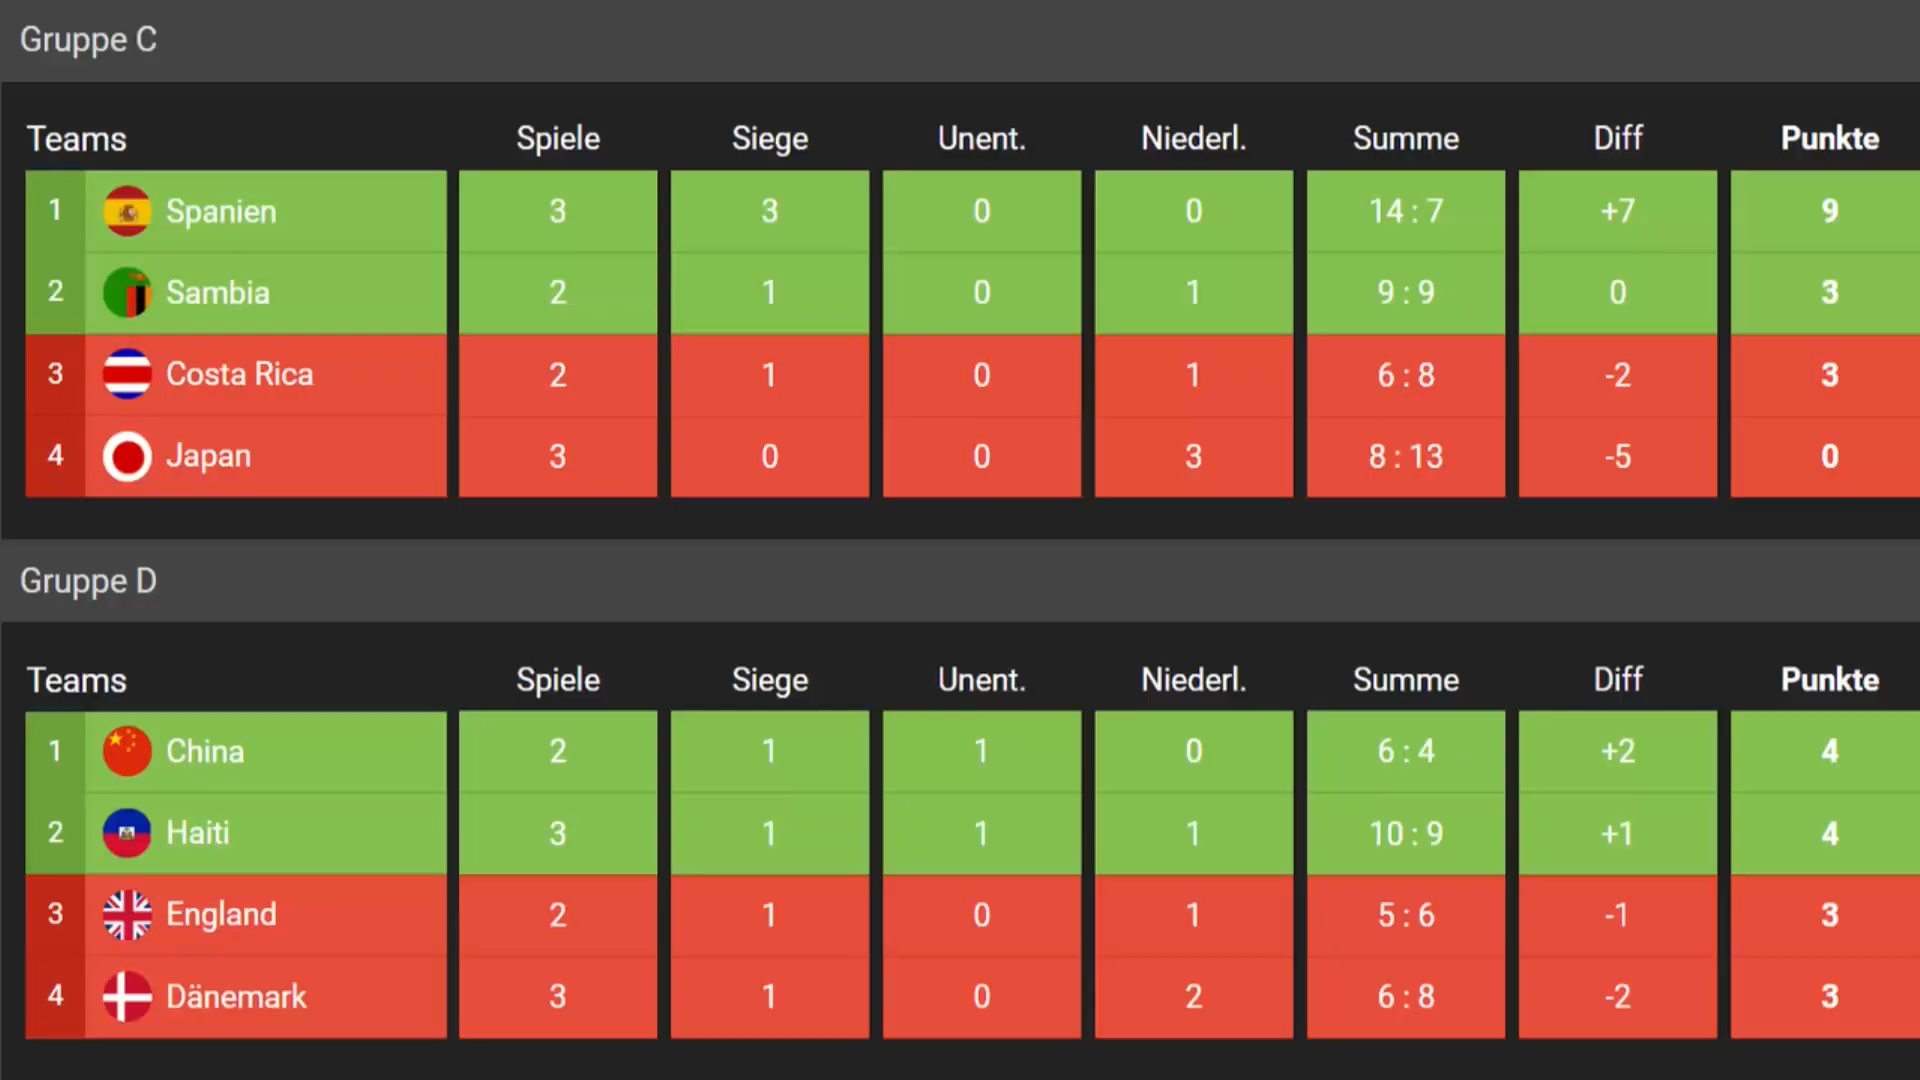 Gruppe C
Teams Spiele Siege Unent. Niederl. Summe Diff Punkte
1 Spanien 3 3 0 0 14 : 7 +7 9
2 Sambia 2 1 0 1 9 : 9 0 3
3 Costa Rica 2 1 0 1 6 : 8 -2 3
4 Japan 3 0 0 3 8 : 13 -5 0
Gruppe D
Teams Spiele Siege Unent. Niederl. Summe Diff Punkte
1 China 2 1 1 0 6 : 4 +2 4
2 Haiti 3 1 1 1 10 : 9 +1 4
3 England 2 1 0 1 5 : 6 -1 3
4 Dänemark 3 1 0 2 6 : 8 -2 3